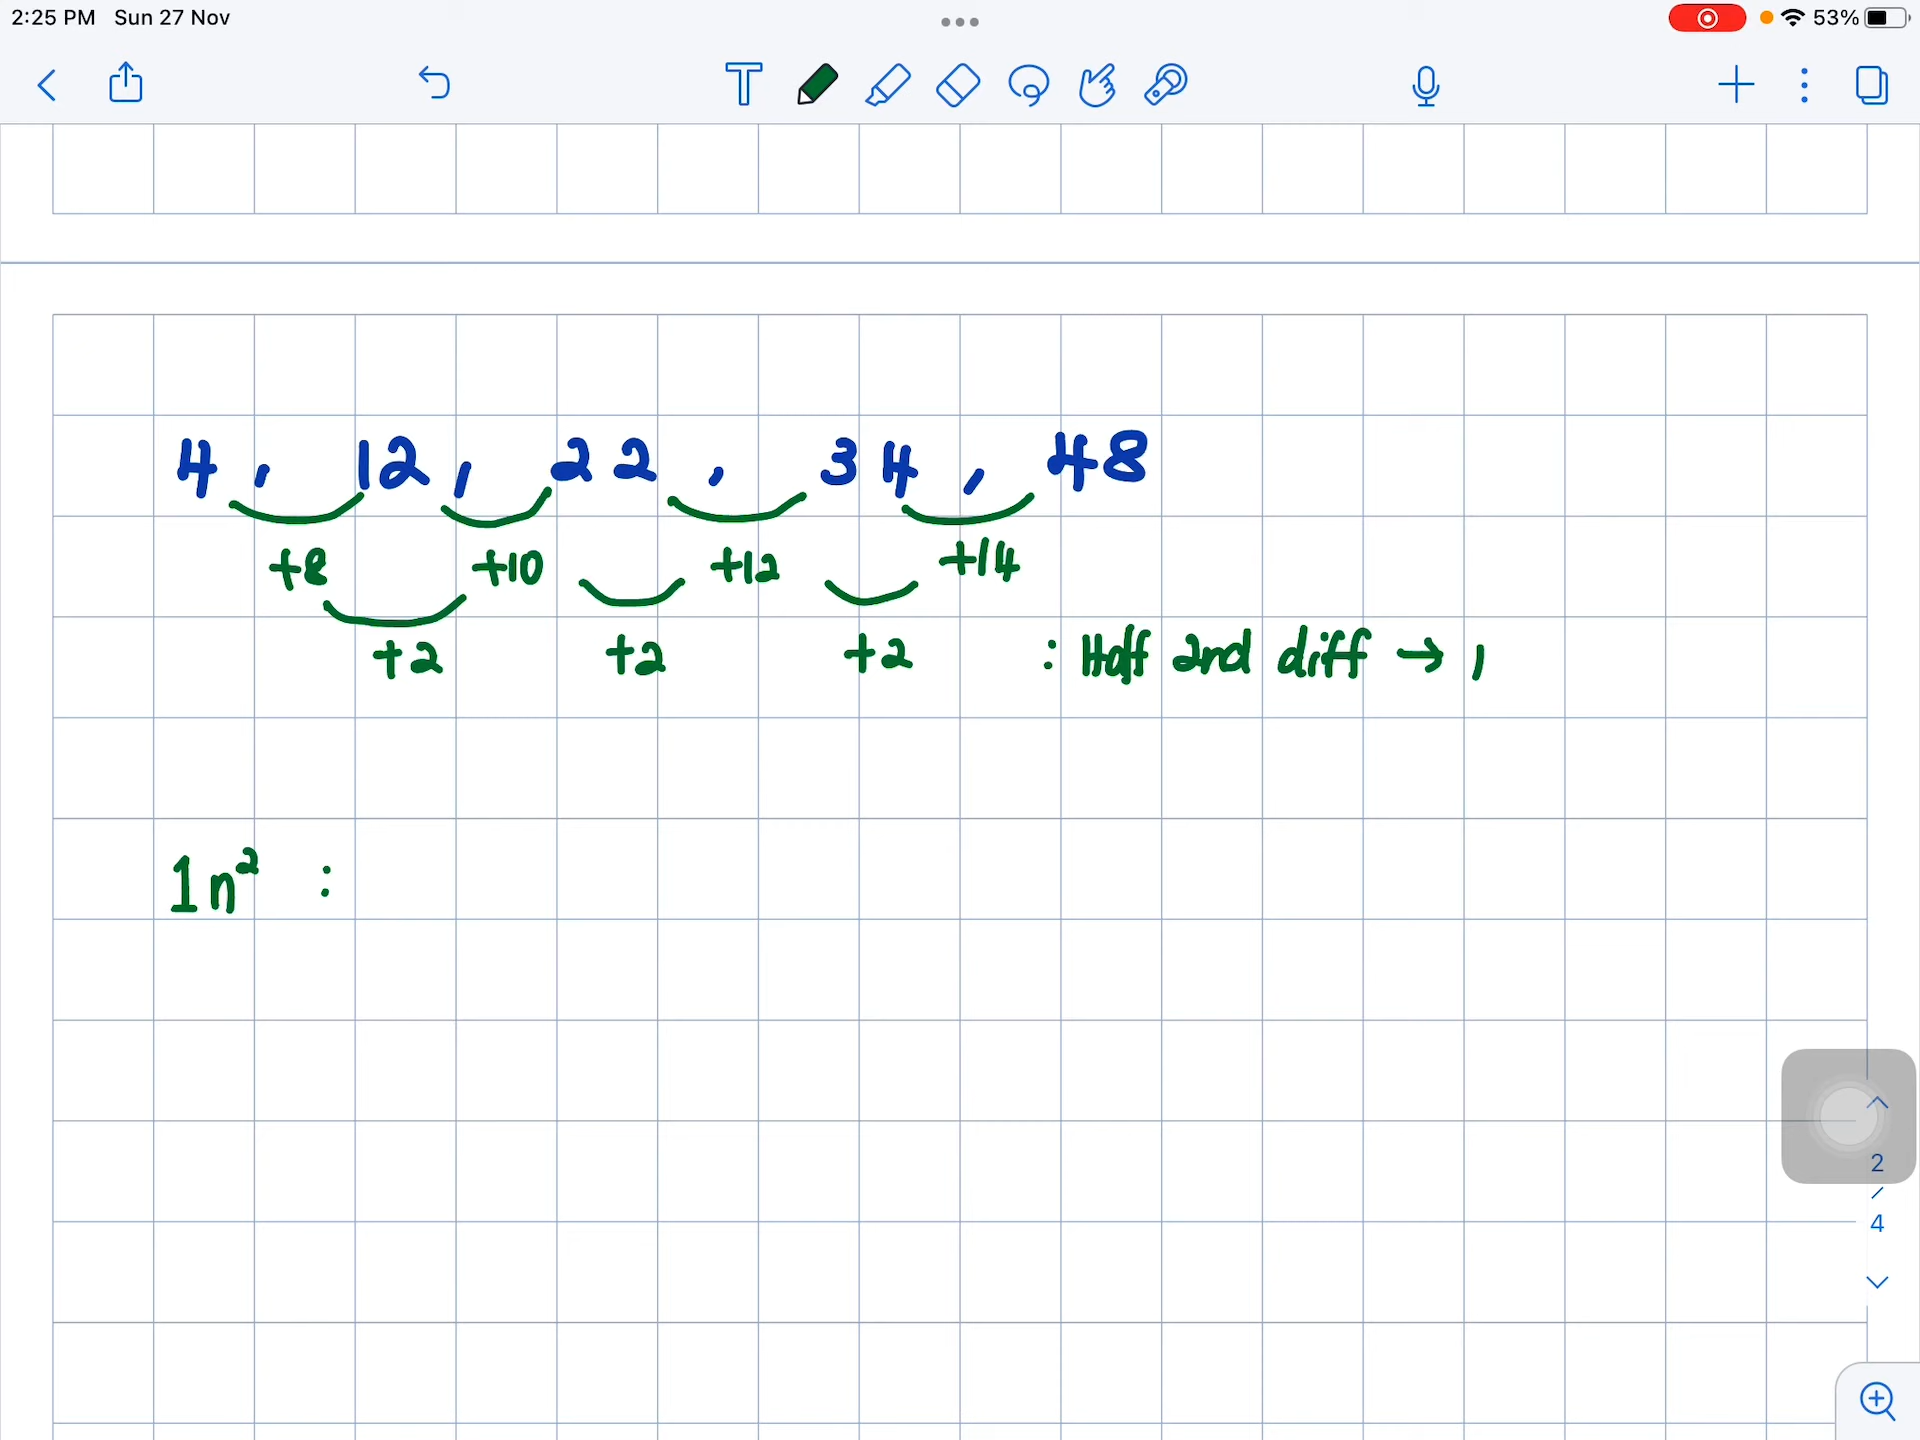 2:25 PM Sun 27 Nov 53%
T
4, 12, 22, 34, 48
+8 +10 +12 +14
+2 +2 +2 : Half 2nd diff → 1
1n² :
2
/
4